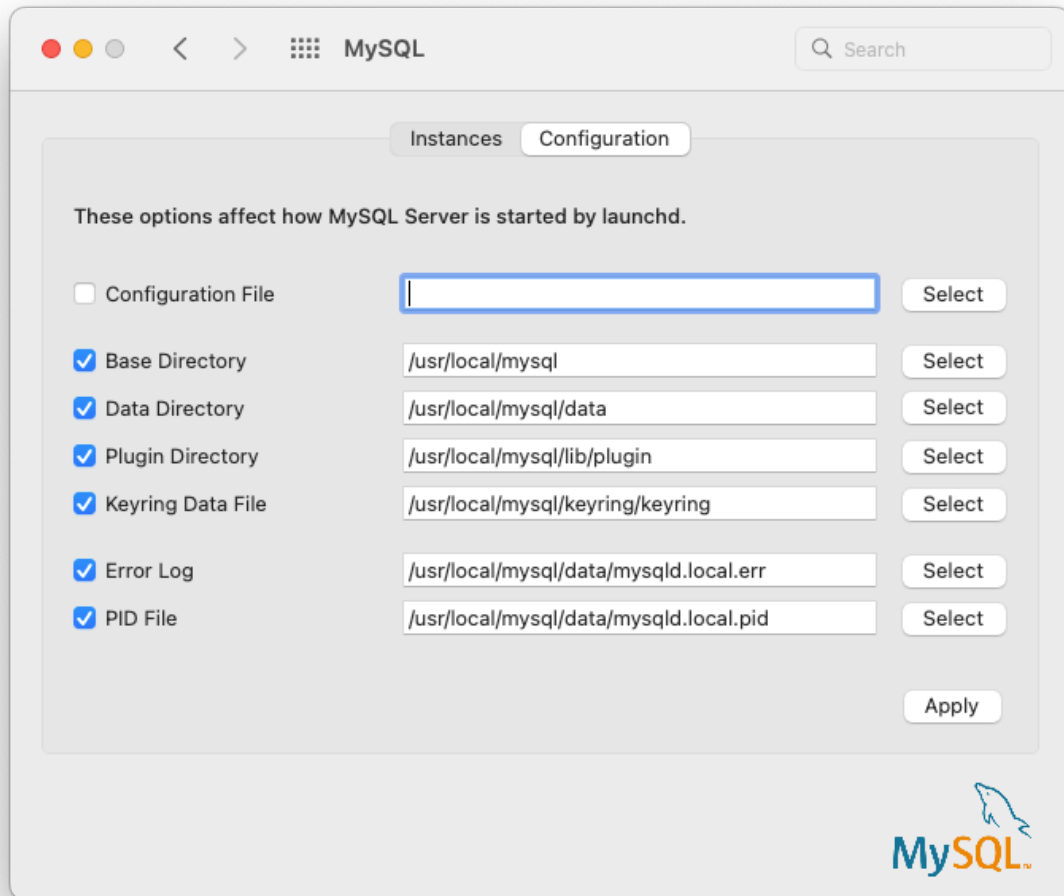 MySQL
Search
Instances
Configuration
These options affect how MySQL Server is started by launchd.
Configuration File
Select
Base Directory
/usr/local/mysql
Select
Data Directory
/usr/local/mysql/data
Select
Plugin Directory
/usr/local/mysql/lib/plugin
Select
Keyring Data File
/usr/local/mysql/keyring/keyring
Select
Error Log
/usr/local/mysql/data/mysqld.local.err
Select
PID File
/usr/local/mysql/data/mysqld.local.pid
Select
Apply
MySQL™